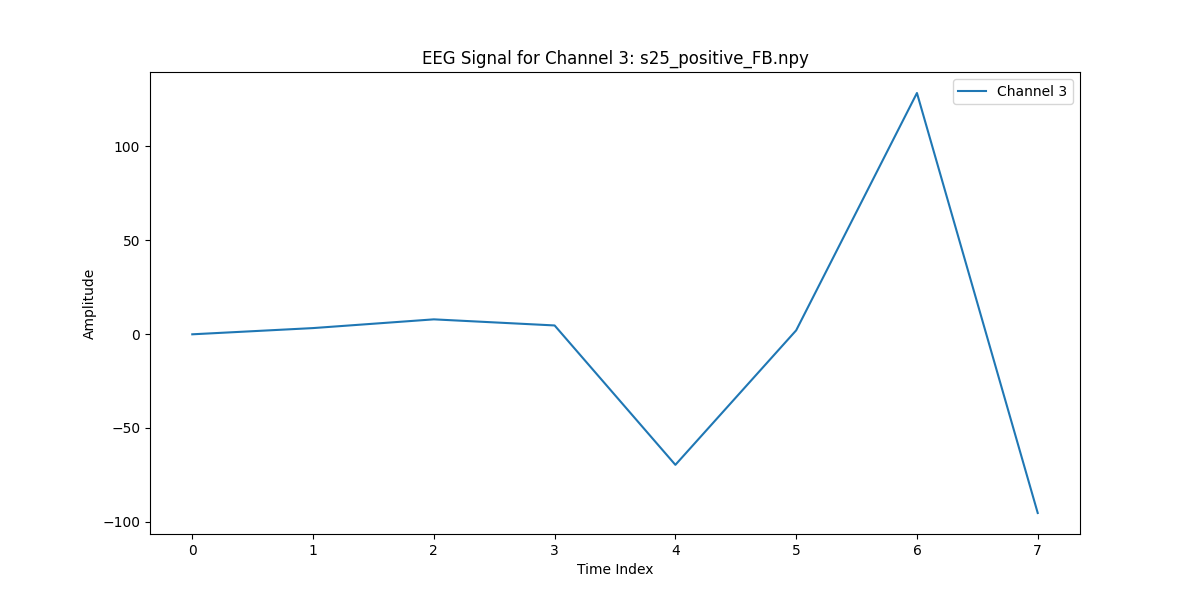 EEG Signal for Channel 3: s25_positive_FB.npy
Channel 3
100
50
0
−50
−100
Amplitude
0 1 2 3 4 5 6 7
Time Index